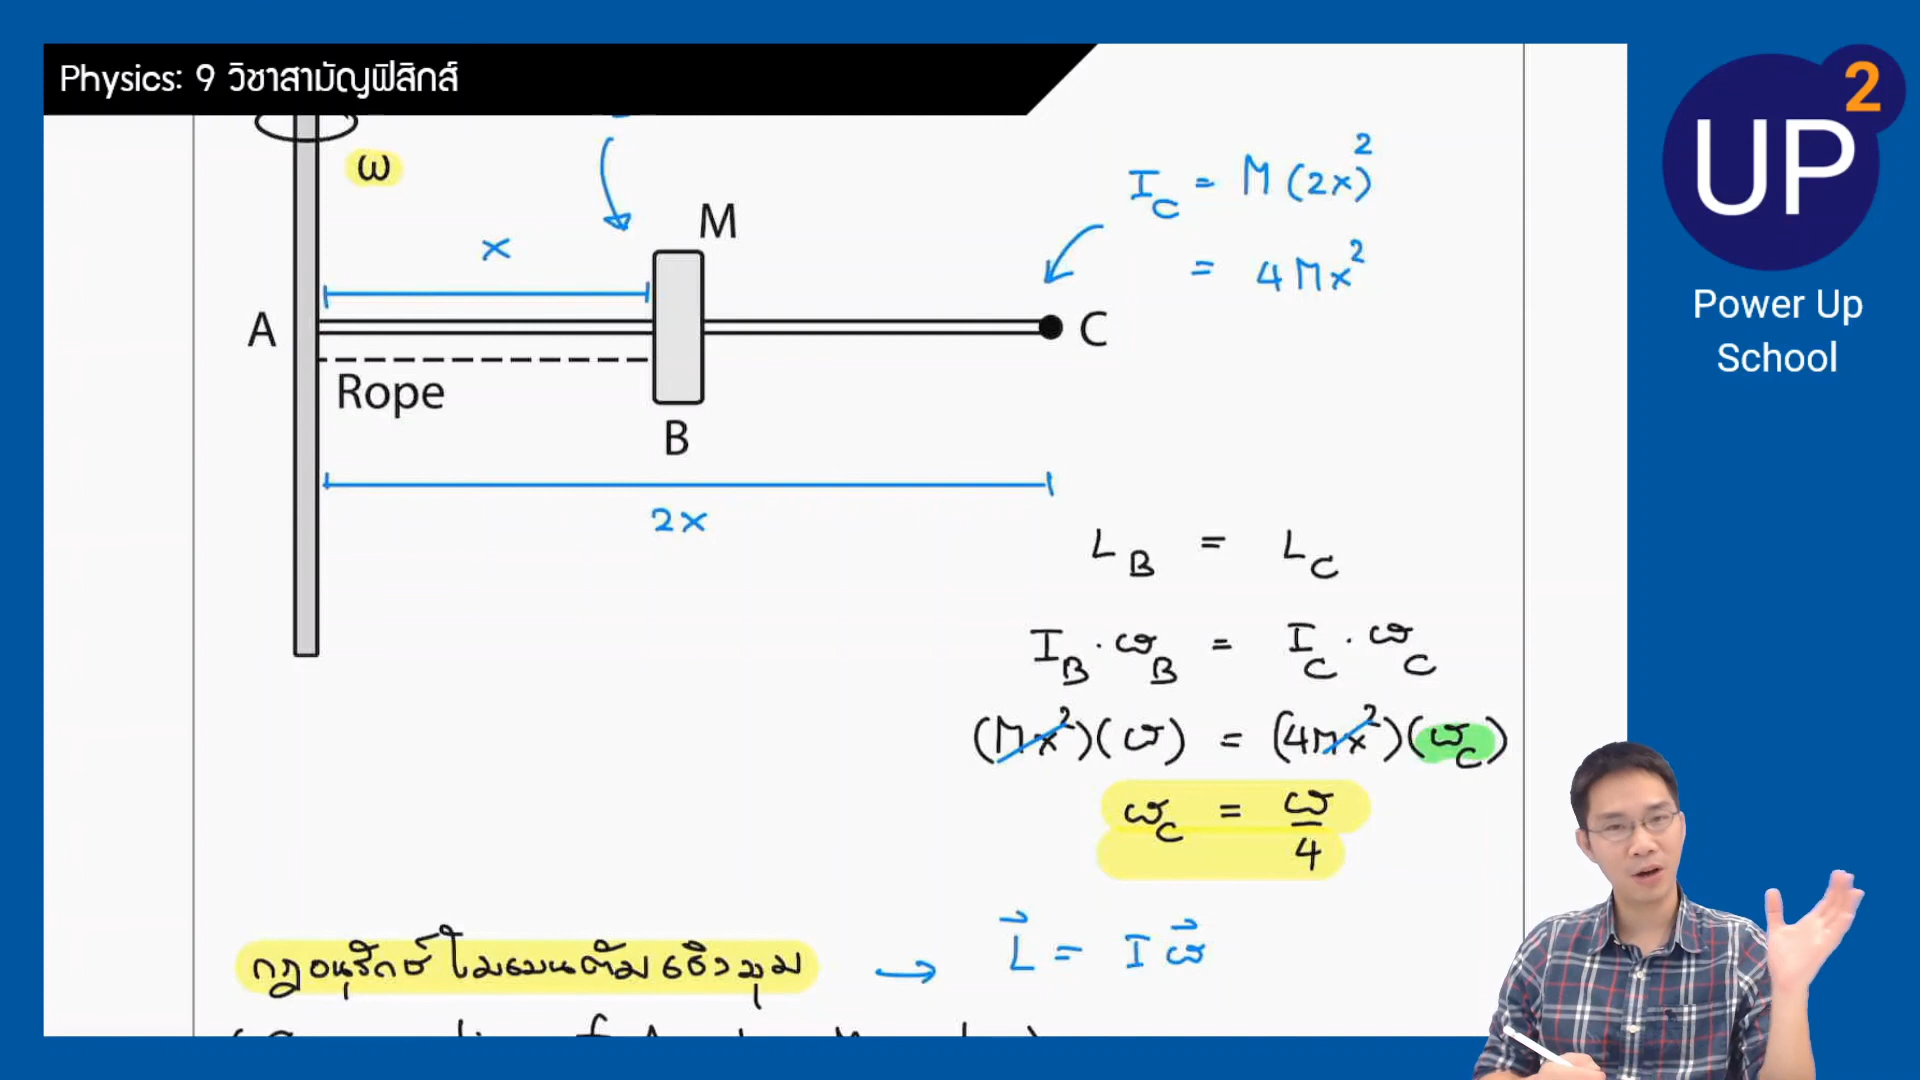 Physics: 9 วิชาสามัญฟิสิกส์
UP2
Power Up
School
ω
M
x
A
C
Rope
B
2x
I_C = M(2x)²
= 4Mx²
L_B = L_C
I_B · ω_B = I_C · ω_C
(Mx²)(ω) = (4Mx²)(ω_C)
ω_C = ω/4
กฎอนุรักษ์โมเมนตัมเชิงมุม → L⃗ = Iω⃗